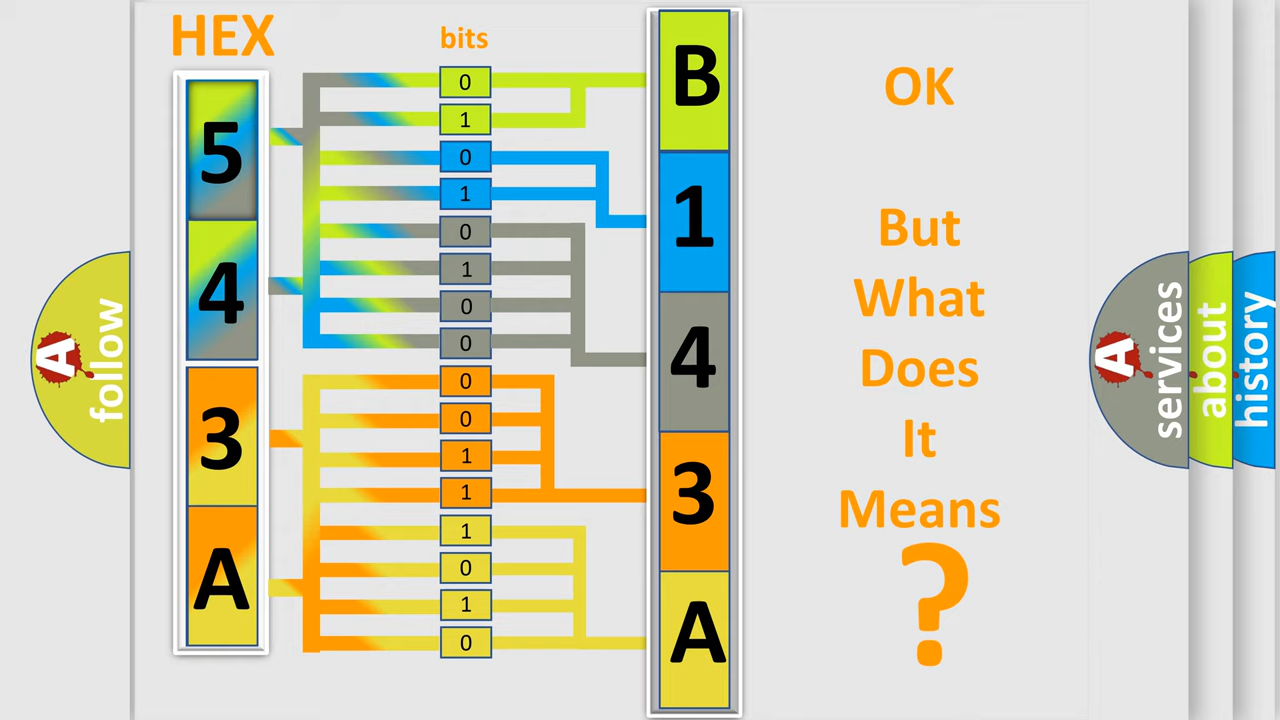 HEX
bits
5
4
3
A
0
1
0
1
0
1
0
0
0
0
1
1
1
0
1
0
B
1
4
3
A
OK
But
What
Does
It
Means
?
A
follow
A
services
about
history